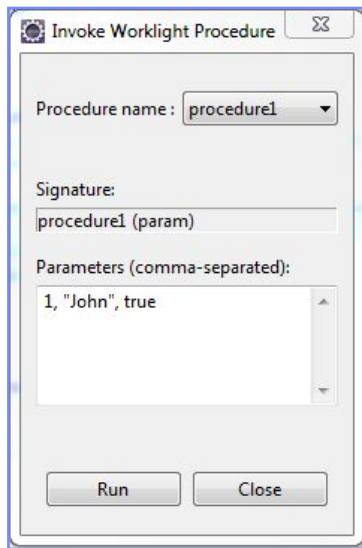 Invoke Worklight Procedure
Procedure name : procedure1
Signature:
procedure1 (param)
Parameters (comma-separated):
1, "John", true
Run Close